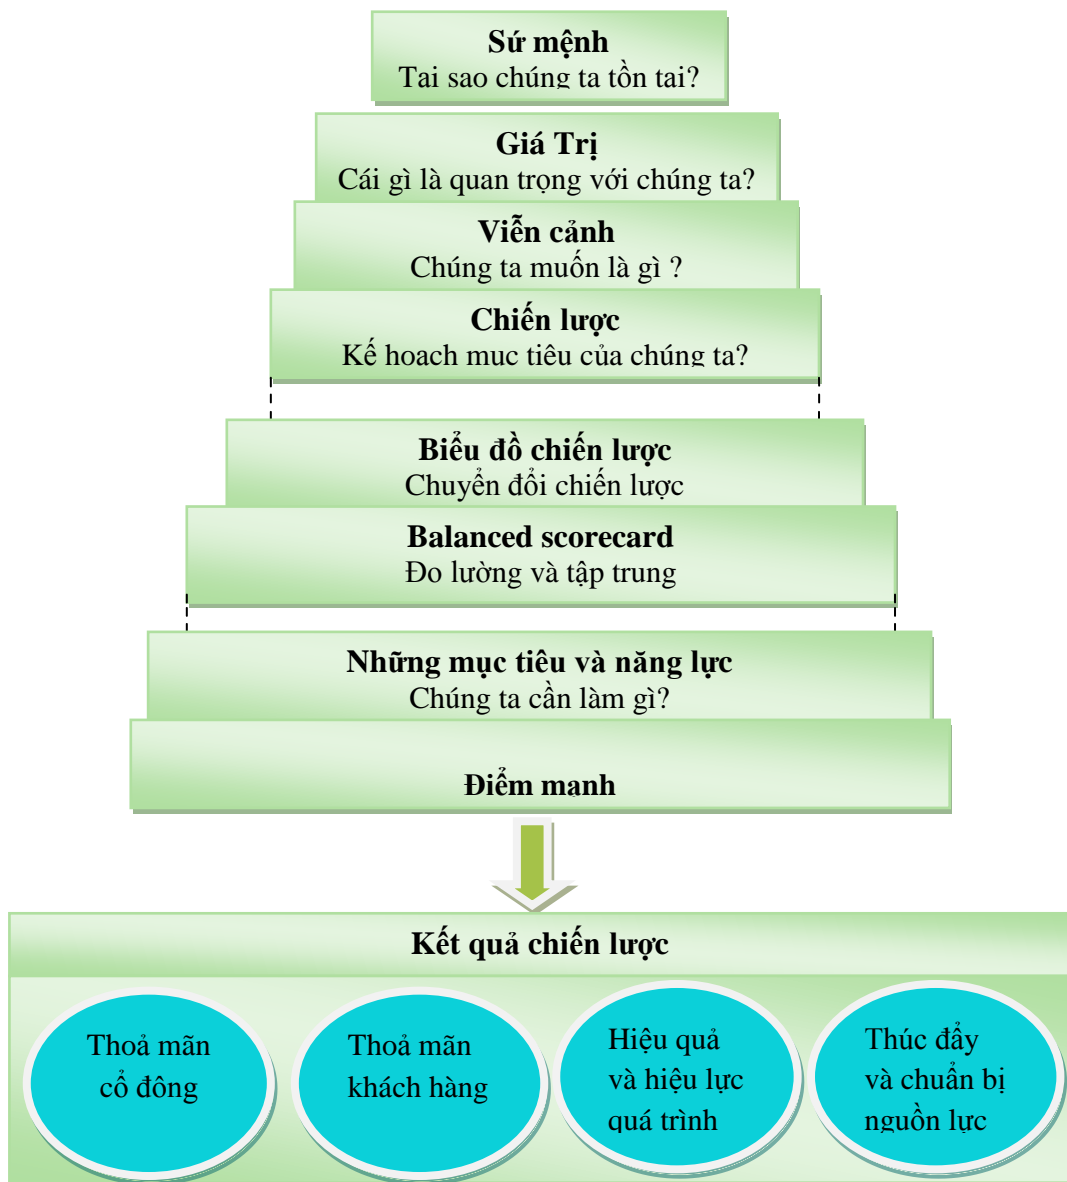 Sứ mệnh
Tại sao chúng ta tồn tại?
Giá Trị
Cái gì là quan trọng với chúng ta?
Viễn cảnh
Chúng ta muốn là gì ?
Chiến lược
Kế hoạch mục tiêu của chúng ta?
Biểu đồ chiến lược
Chuyển đổi chiến lược
Balanced scorecard
Đo lường và tập trung
Những mục tiêu và năng lực
Chúng ta cần làm gì?
Điểm mạnh
Kết quả chiến lược
Thoả mãn
cổ đông
Thoả mãn
khách hàng
Hiệu quả
và hiệu lực
quá trình
Thúc đẩy
và chuẩn bị
nguồn lực